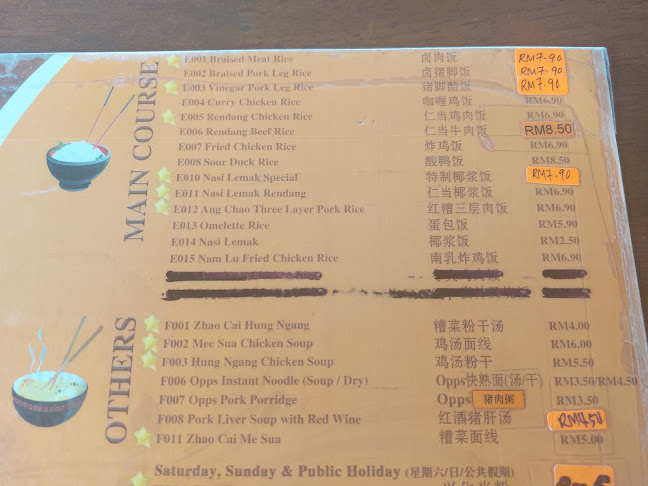 MAIN COURSE
E001 Braised Meat Rice 卤肉饭 RM7.90
E002 Braised Pork Leg Rice 卤猪脚饭 RM7.90
E003 Vinegar Pork Leg Rice 猪脚醋饭 RM7.90
E004 Curry Chicken Rice 咖喱鸡饭 RM6.90
E005 Rendang Chicken Rice 仁当鸡肉饭 RM6.90
E006 Rendang Beef Rice 仁当牛肉饭 RM8.50
E007 Fried Chicken Rice 炸鸡饭 RM6.90
E008 Sour Duck Rice 酸鸭饭 RM8.50
E010 Nasi Lemak Special 特制椰浆饭 RM7.90
E011 Nasi Lemak Rendang 仁当椰浆饭 RM6.90
E012 Ang Chao Three Layer Pork Rice 红糟三层肉饭 RM6.90
E013 Omelette Rice 蛋包饭 RM5.90
E014 Nasi Lemak 椰浆饭 RM2.50
E015 Nam Lu Fried Chicken Rice 南乳炸鸡饭 RM6.90
OTHERS
F001 Zhao Cai Hung Ngang 糟菜粉干汤 RM4.00
F002 Mee Sua Chicken Soup 鸡汤面线 RM6.00
F003 Hung Ngang Chicken Soup 鸡汤粉干 RM5.50
F006 Opps Instant Noodle (Soup / Dry) Opps快熟面(汤/干) RM3.50/RM4.50
F007 Opps Pork Porridge Opps 猪肉粥 RM3.50
F008 Pork Liver Soup with Red Wine 红酒猪肝汤
F011 Zhao Cai Me Sua 糟菜面线 RM5.00
Saturday, Sunday & Public Holiday (星期六/日/公共假期)